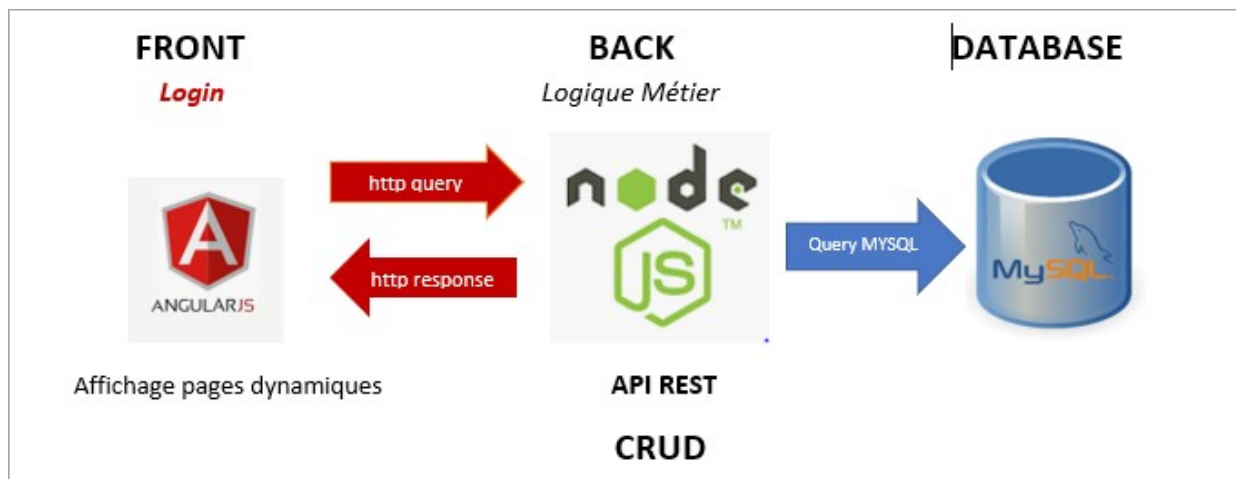 FRONT
BACK
DATABASE
Login
Logique Métier
http query
node
TM
A
JS
Query MYSQL
MySQL
http response
ANGULARJS
Affichage pages dynamiques
API REST
CRUD